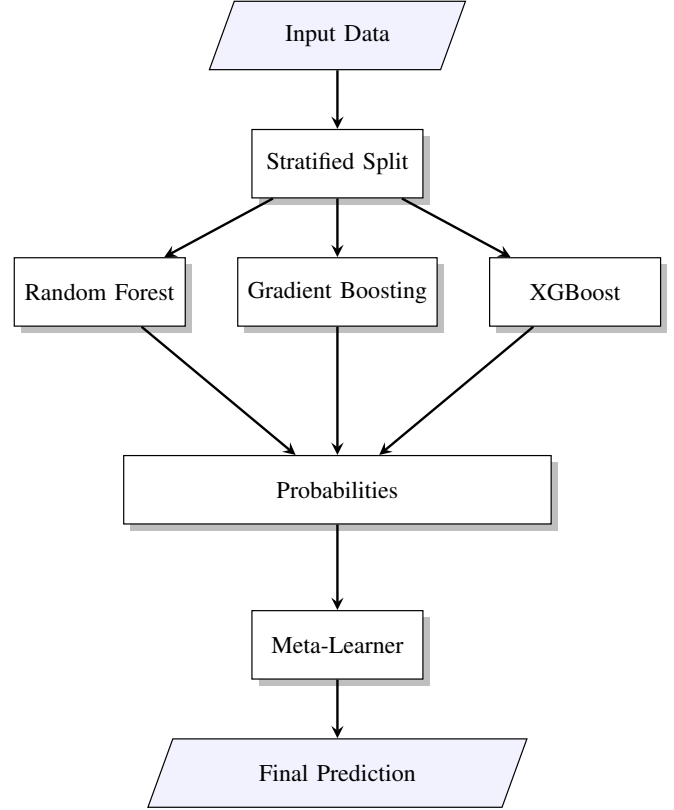 Input Data
Stratified Split
Random Forest
Gradient Boosting
XGBoost
Probabilities
Meta-Learner
Final Prediction